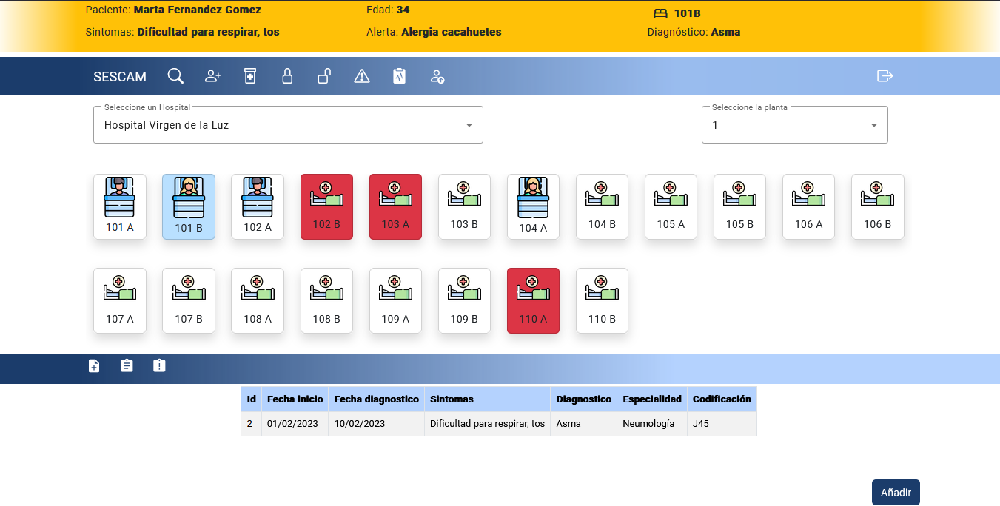 Paciente: Marta Fernandez Gomez Edad: 34 101B
Sintomas: Dificultad para respirar, tos Alerta: Alergia cacahuetes Diagnóstico: Asma
SESCAM
Seleccione un Hospital Seleccione la planta
Hospital Virgen de la Luz 1
101 A 101 B 102 A 102 B 103 A 103 B 104 A 104 B 105 A 105 B 106 A 106 B
107 A 107 B 108 A 108 B 109 A 109 B 110 A 110 B
Id Fecha inicio Fecha diagnostico Sintomas Diagnostico Especialidad Codificación
2 01/02/2023 10/02/2023 Dificultad para respirar, tos Asma Neumología J45
Añadir